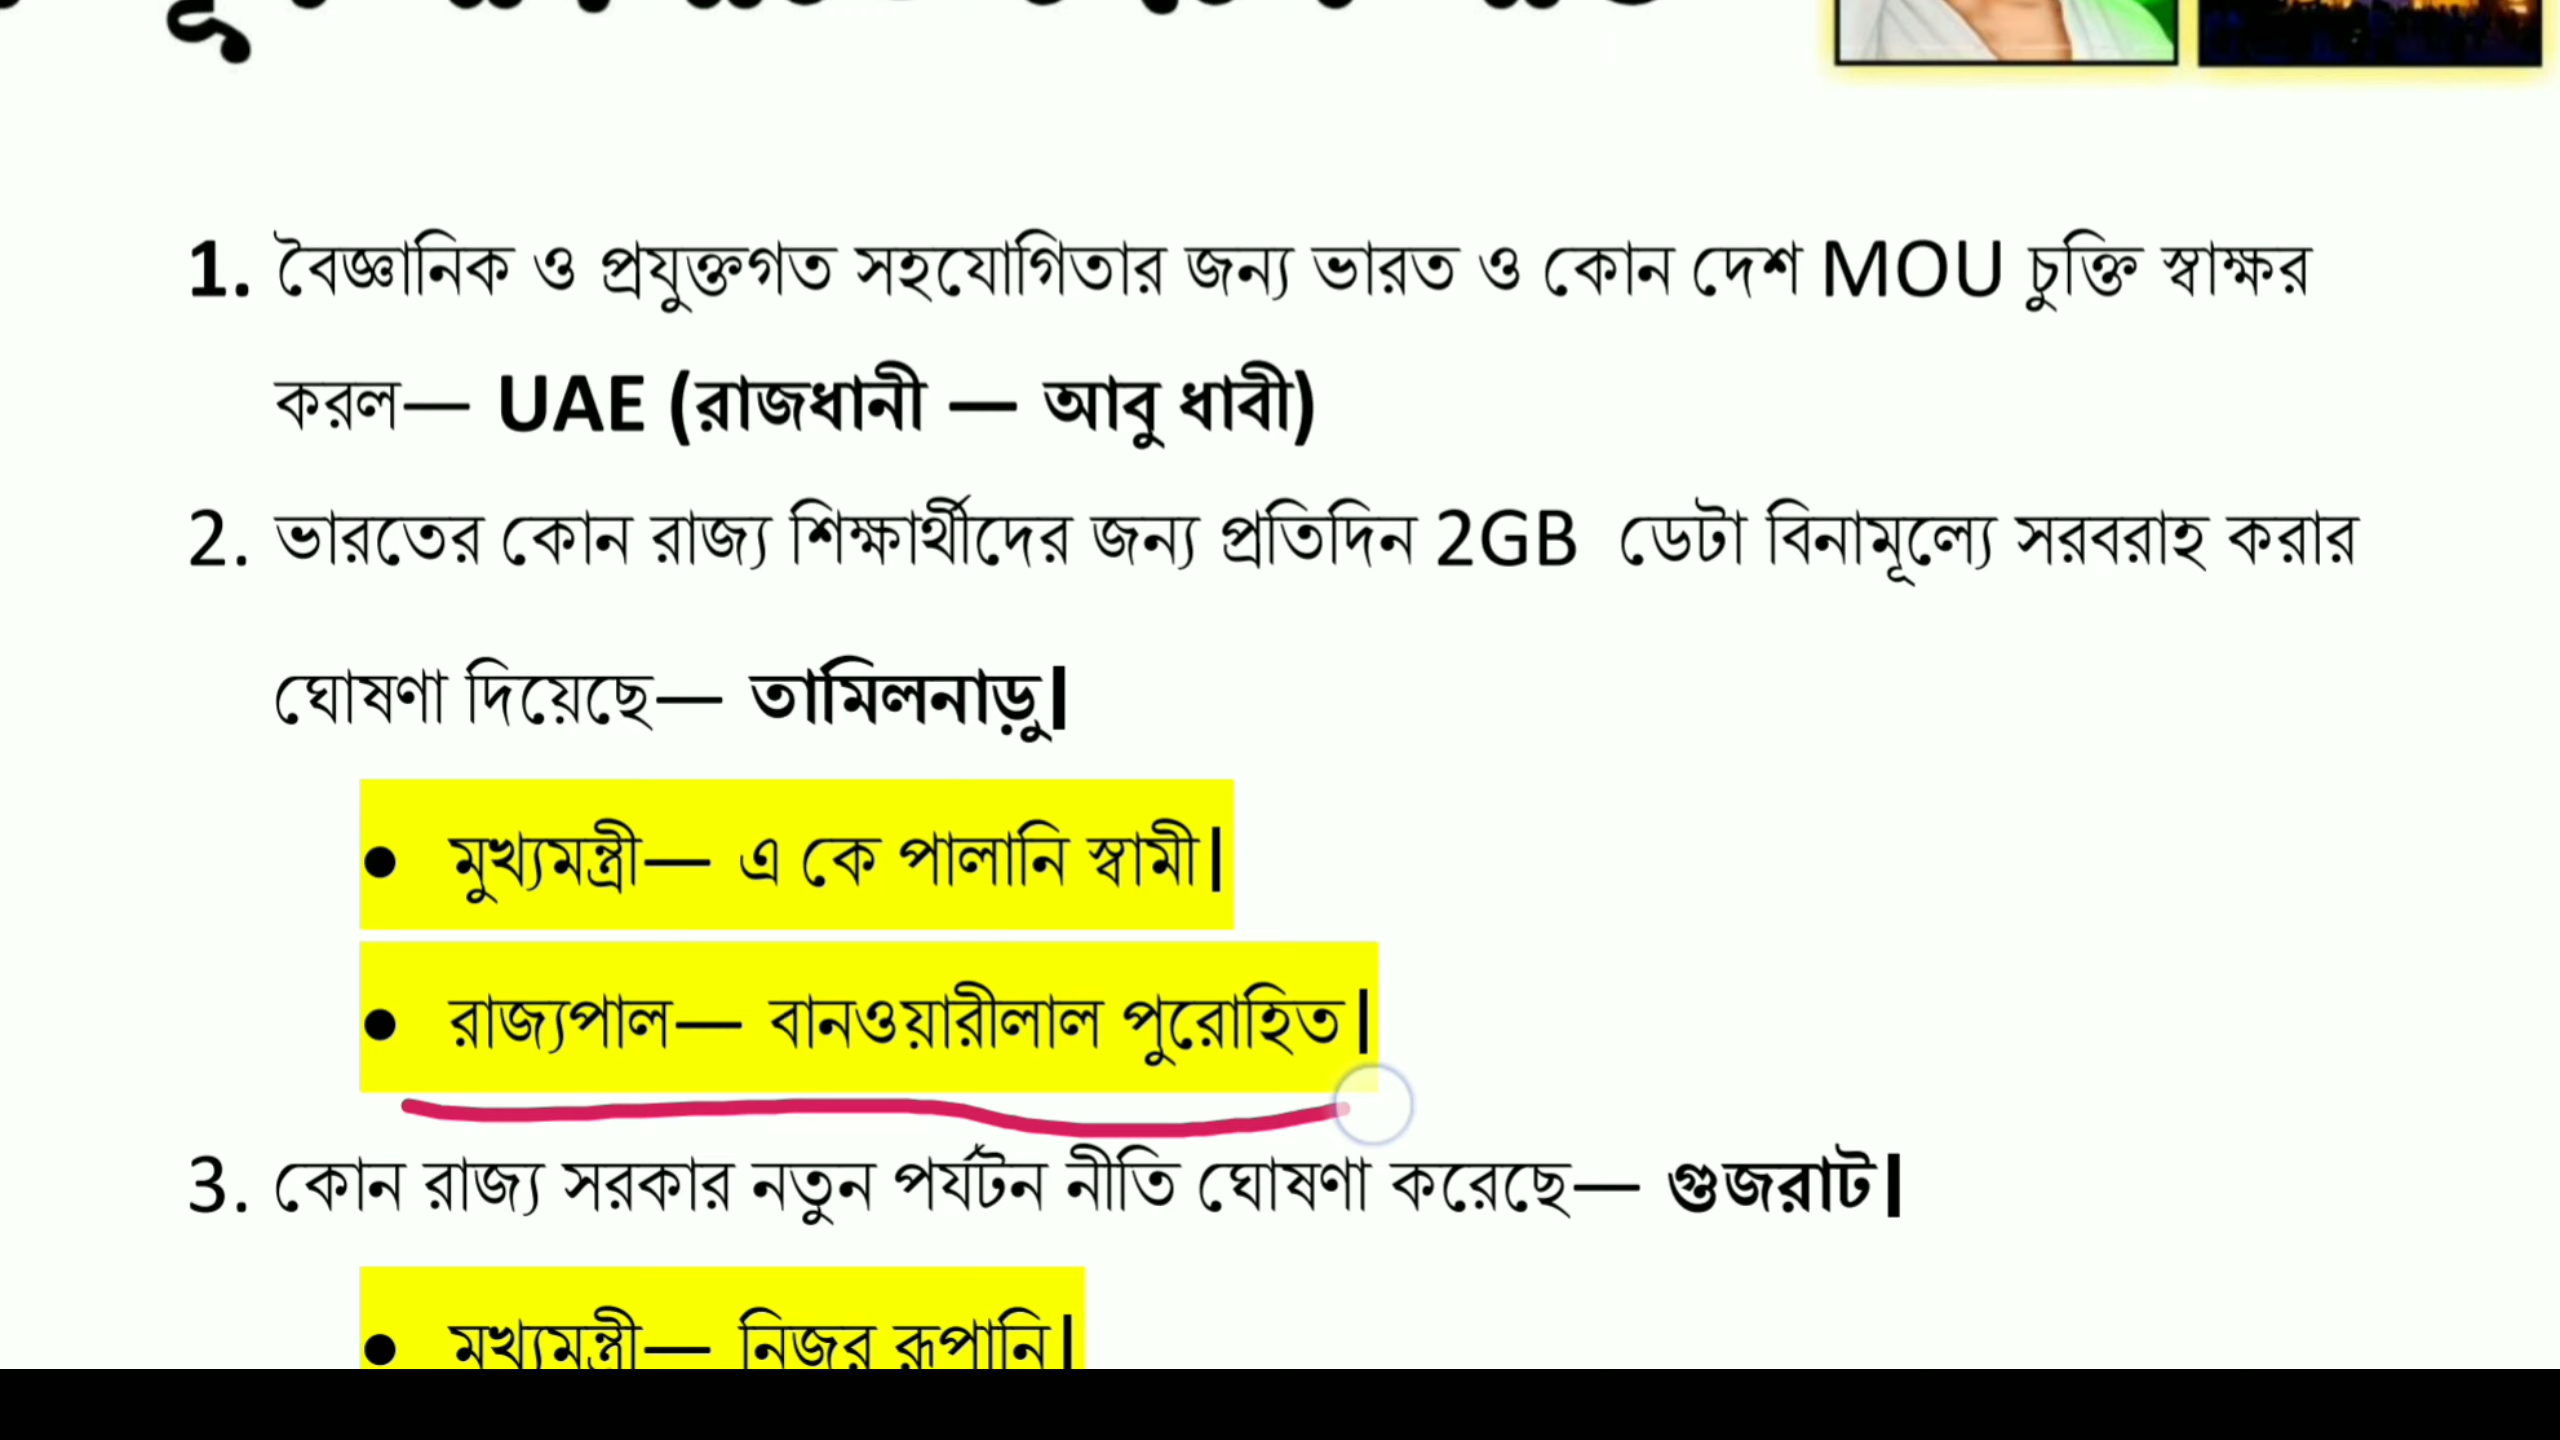 1. বৈজ্ঞানিক ও প্রযুক্তগত সহযোগিতার জন্য ভারত ও কোন দেশ MOU চুক্তি স্বাক্ষর
করল— UAE (রাজধানী — আবু ধাবী)
2. ভারতের কোন রাজ্য শিক্ষার্থীদের জন্য প্রতিদিন 2GB ডেটা বিনামূল্যে সরবরাহ করার
ঘোষণা দিয়েছে— তামিলনাড়ু।
● মুখ্যমন্ত্রী— এ কে পালানি স্বামী।
● রাজ্যপাল— বানওয়ারীলাল পুরোহিত।
3. কোন রাজ্য সরকার নতুন পর্যটন নীতি ঘোষণা করেছে— গুজরাট।
● মুখ্যমন্ত্রী— নিজর রূপানি।